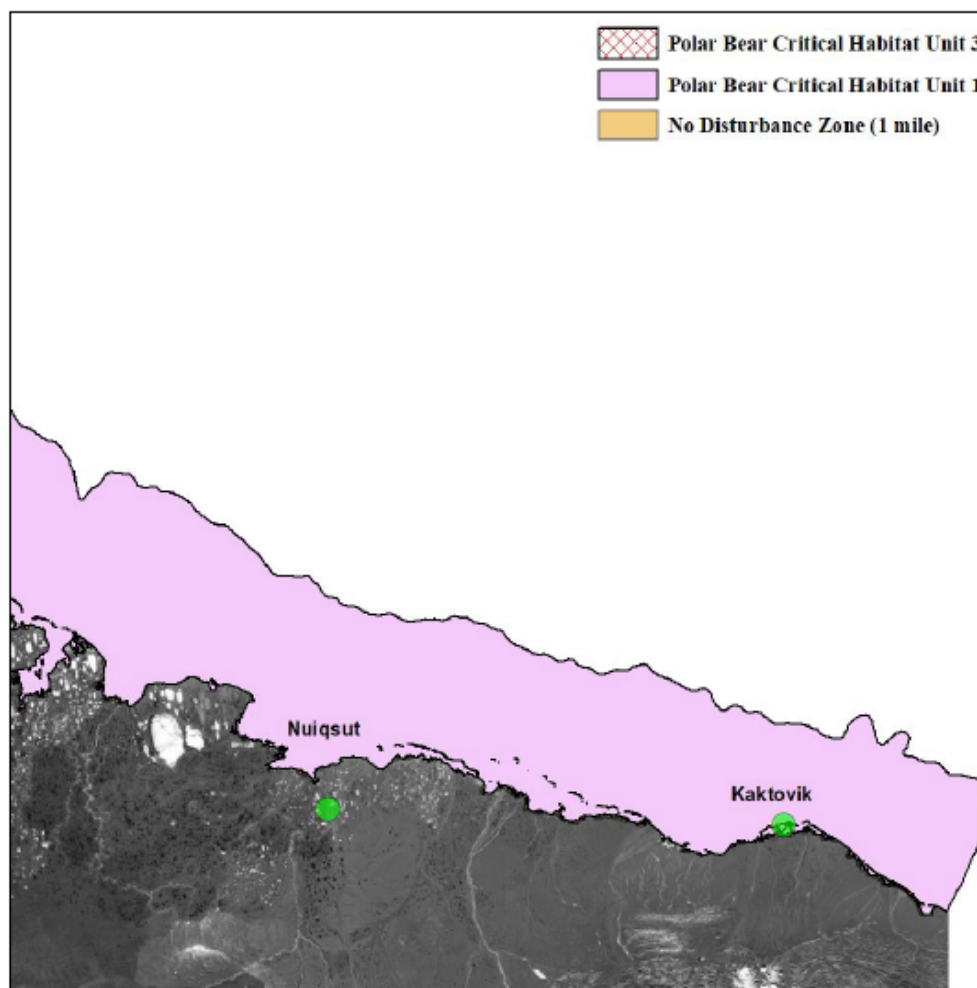 Polar Bear Critical Habitat Unit 3
Polar Bear Critical Habitat Unit 1
No Disturbance Zone (1 mile)
Nuiqsut
Kaktovik